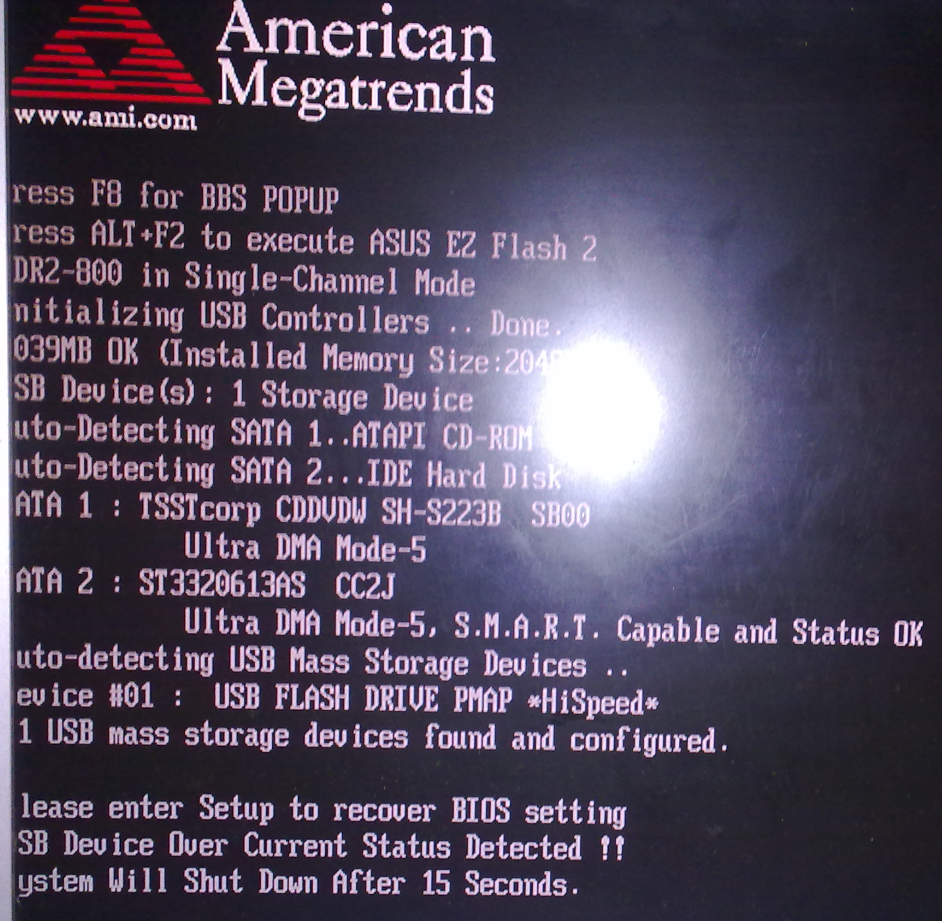 American
Megatrends
www.ami.com
ress F8 for BBS POPUP
ress ALT+F2 to execute ASUS EZ Flash 2
DR2-800 in Single-Channel Mode
nitializing USB Controllers .. Done.
039MB OK (Installed Memory Size:204
SB Device(s): 1 Storage Device
uto-Detecting SATA 1..ATAPI CD-ROM
uto-Detecting SATA 2...IDE Hard Disk
ATA 1 : TSSTcorp CDDVDW SH-S223B SB00
Ultra DMA Mode-5
ATA 2 : ST3320613AS CC2J
Ultra DMA Mode-5, S.M.A.R.T. Capable and Status OK
uto-detecting USB Mass Storage Devices ..
evice #01 : USB FLASH DRIVE PMAP *HiSpeed*
1 USB mass storage devices found and configured.
lease enter Setup to recover BIOS setting
SB Device Over Current Status Detected !!
ystem Will Shut Down After 15 Seconds.